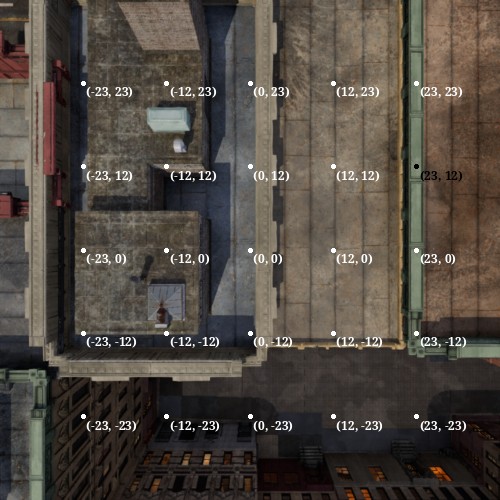 (-23, 23) (-12, 23) (0, 23) (12, 23) (23, 23)
(-23, 12) (-12, 12) (0, 12) (12, 12) (23, 12)
(-23, 0) (-12, 0) (0, 0) (12, 0) (23, 0)
(-23, -12) (-12, -12) (0, -12) (12, -12) (23, -12)
(-23, -23) (-12, -23) (0, -23) (12, -23) (23, -23)